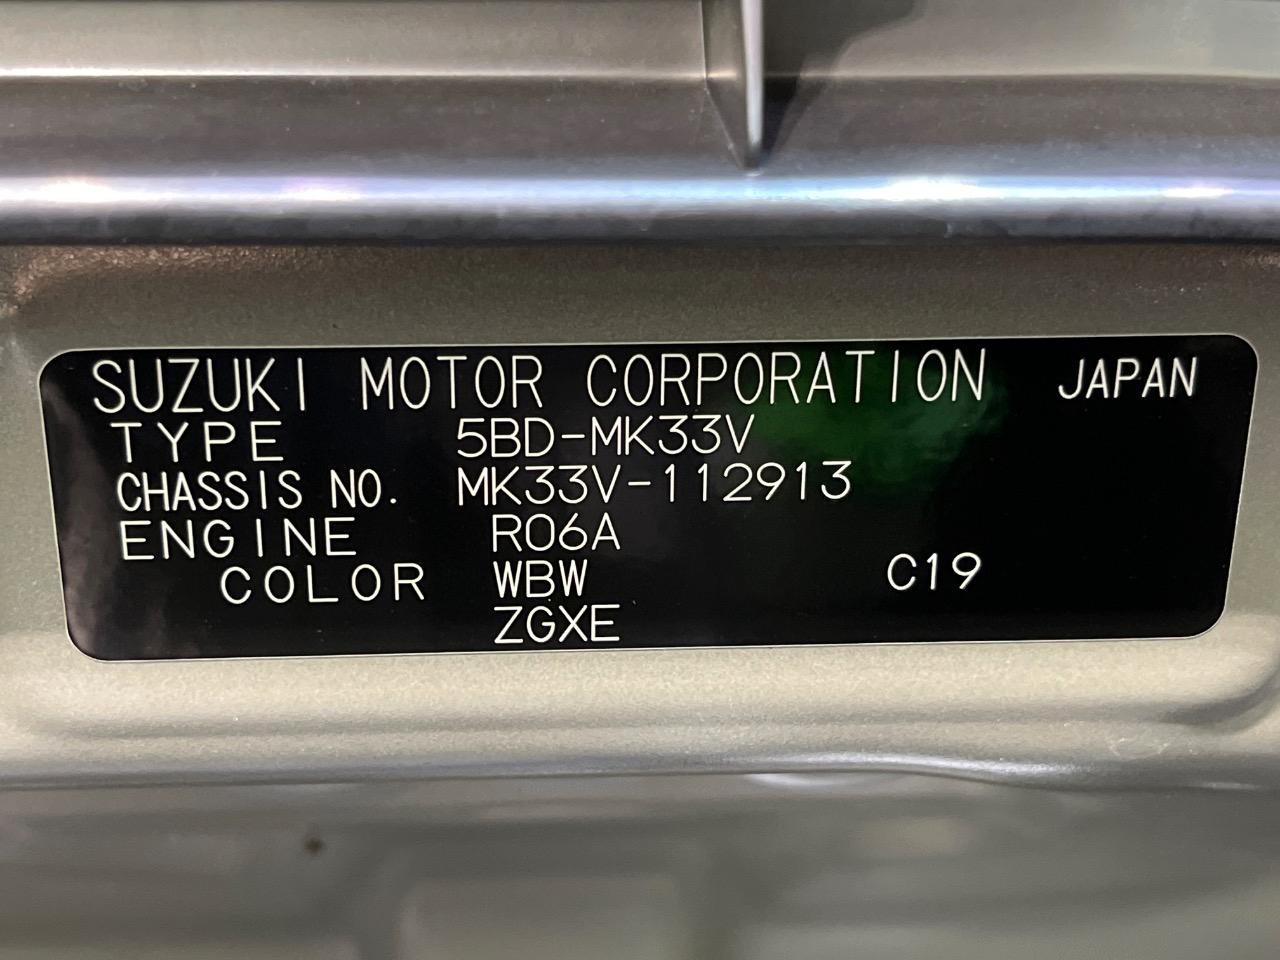 SUZUKI MOTOR CORPORATION JAPAN
TYPE 5BD-MK33V
CHASSIS NO. MK33V-112913
ENGINE R06A
COLOR WBW C19
ZGXE